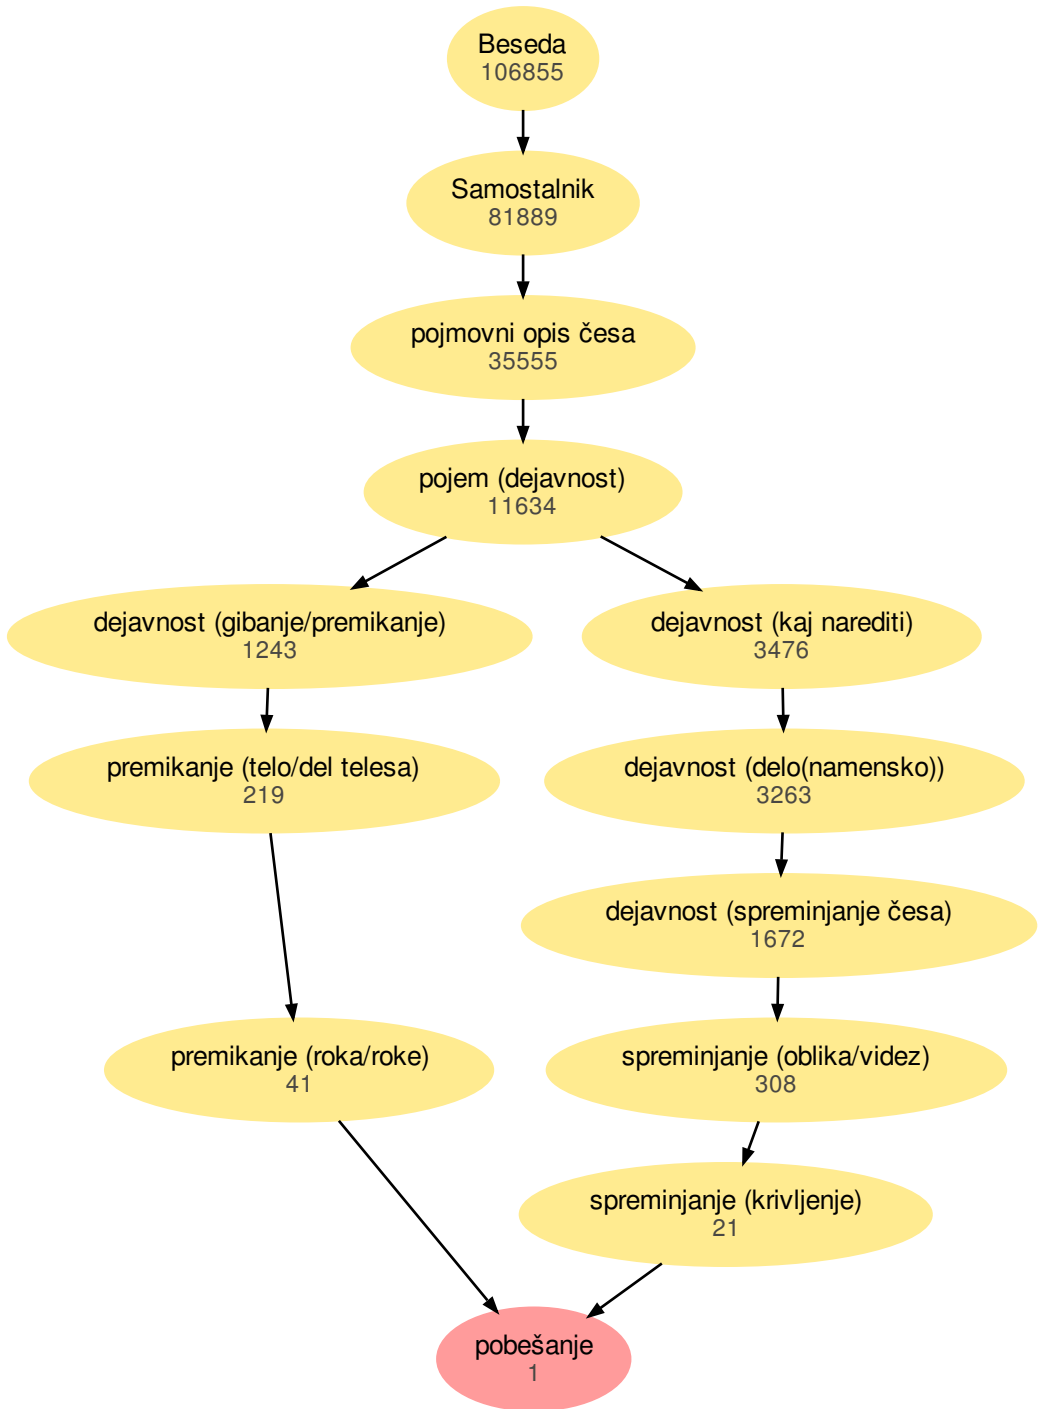 Beseda
106855
Samostalnik
81889
pojmovni opis česa
35555
pojem (dejavnost)
11634
dejavnost (gibanje/premikanje)
1243
dejavnost (kaj narediti)
3476
premikanje (telo/del telesa)
219
dejavnost (delo(namensko))
3263
dejavnost (spreminjanje česa)
1672
premikanje (roka/roke)
41
spreminjanje (oblika/videz)
308
spreminjanje (krivljenje)
21
pobešanje
1